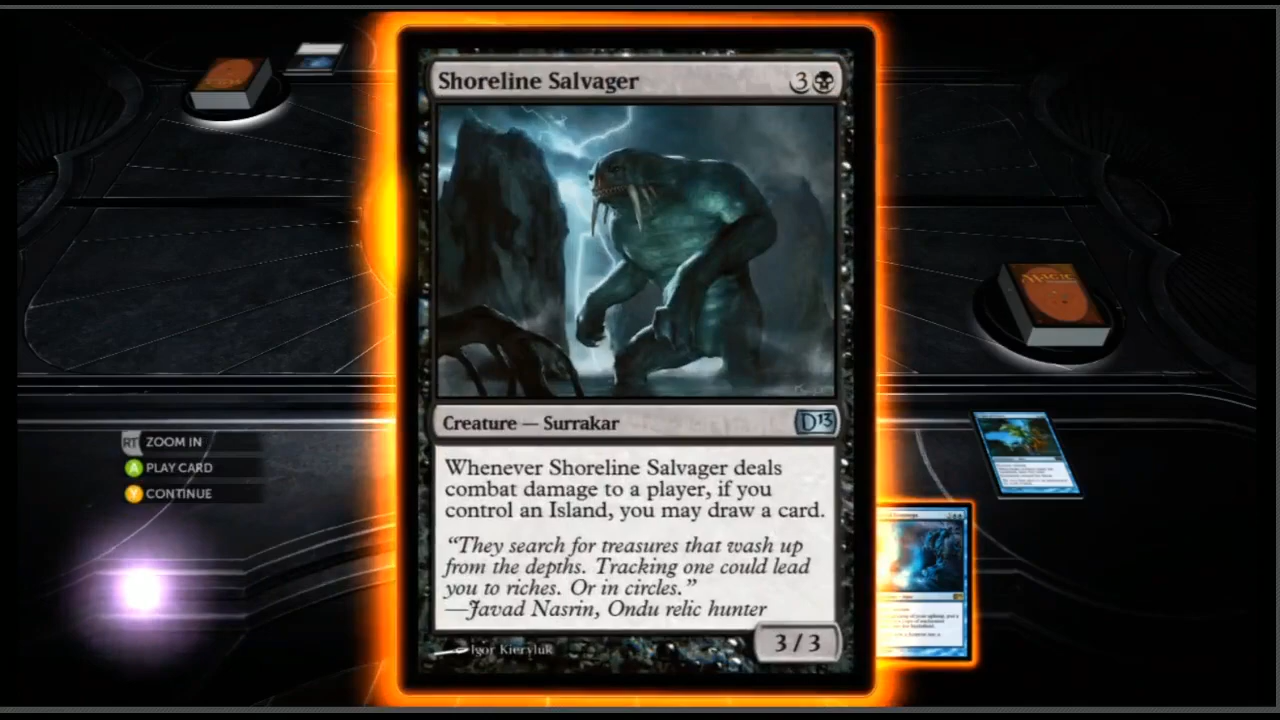 Shoreline Salvager 3
Creature — Surrakar D13
Whenever Shoreline Salvager deals
combat damage to a player, if you
control an Island, you may draw a card.
“They search for treasures that wash up
from the depths. Tracking one could lead
you to riches. Or in circles.”
—Javad Nasrin, Ondu relic hunter
3/3
Igor Kieryluk
RT ZOOM IN
A PLAY CARD
Y CONTINUE
MAGIC